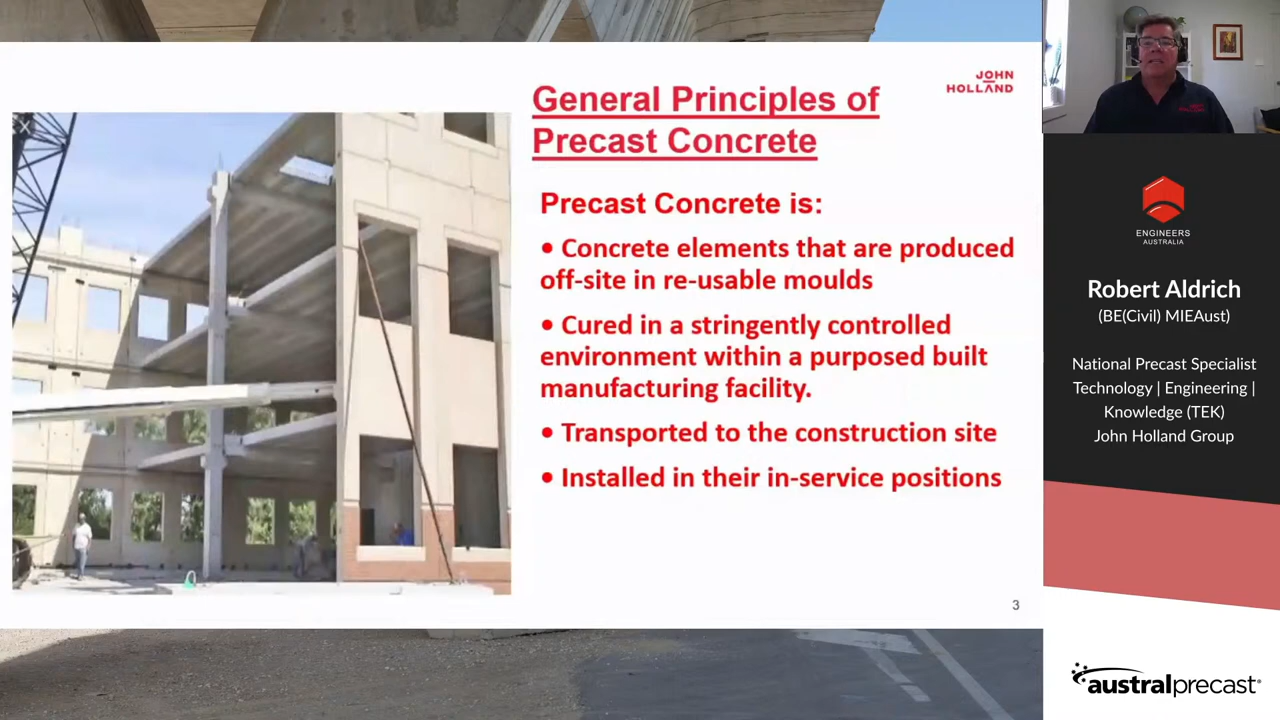 JOHN
HOLLAND
General Principles of
Precast Concrete
Precast Concrete is:
• Concrete elements that are produced
off-site in re-usable moulds
• Cured in a stringently controlled
environment within a purposed built
manufacturing facility.
• Transported to the construction site
• Installed in their in-service positions
3
ENGINEERS
AUSTRALIA
Robert Aldrich
(BE(Civil) MIEAust)
National Precast Specialist
Technology | Engineering |
Knowledge (TEK)
John Holland Group
australprecast®